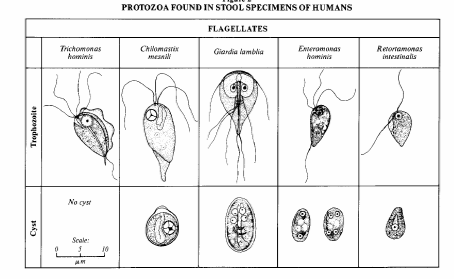 PROTOZOA FOUND IN STOOL SPECIMENS OF HUMANS
FLAGELLATES
Trichomonas
hominis
Chilomastix
mesnili
Giardia lamblia
Enteromonas
hominis
Retortamonas
intestinalis
Trophozoite
Cyst
No cyst
Scale:
0 5 10
μm